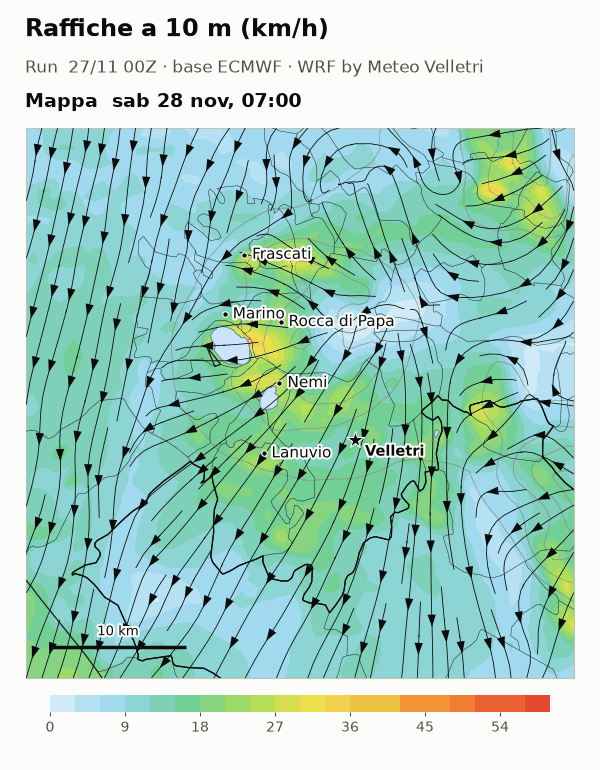 Raffiche a 10 m (km/h)
Run  27/11 00Z · base ECMWF · WRF by Meteo Velletri
Mappa  sab 28 nov, 07:00
Frascati
Marino
Rocca di Papa
Nemi
Lanuvio
Velletri
10 km
0 9 18 27 36 45 54